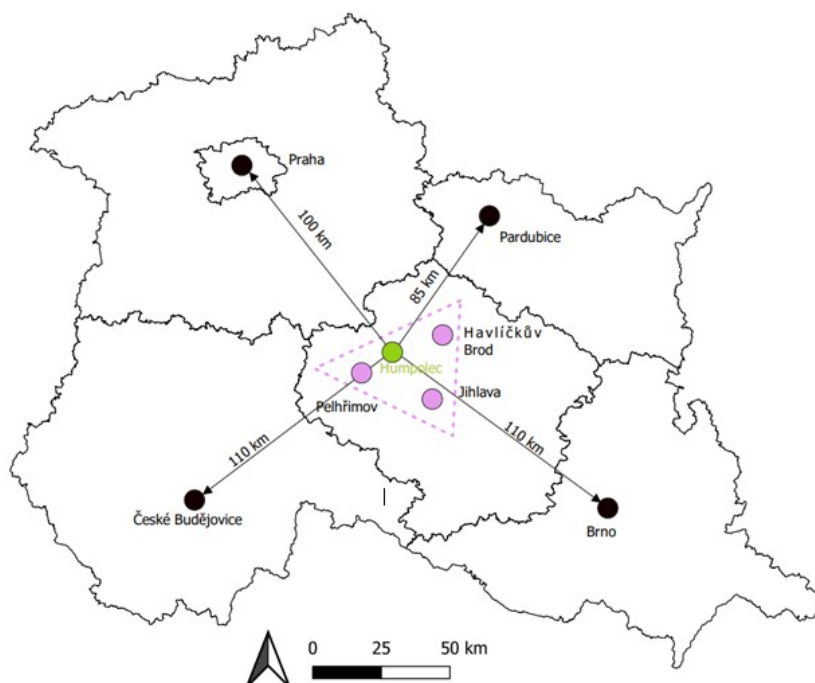 Praha
100 km
Pardubice
85 km
Havlíčkův
Brod
Humpolec
Pelhřimov
Jihlava
110 km
110 km
České Budějovice
Brno
0 25 50 km